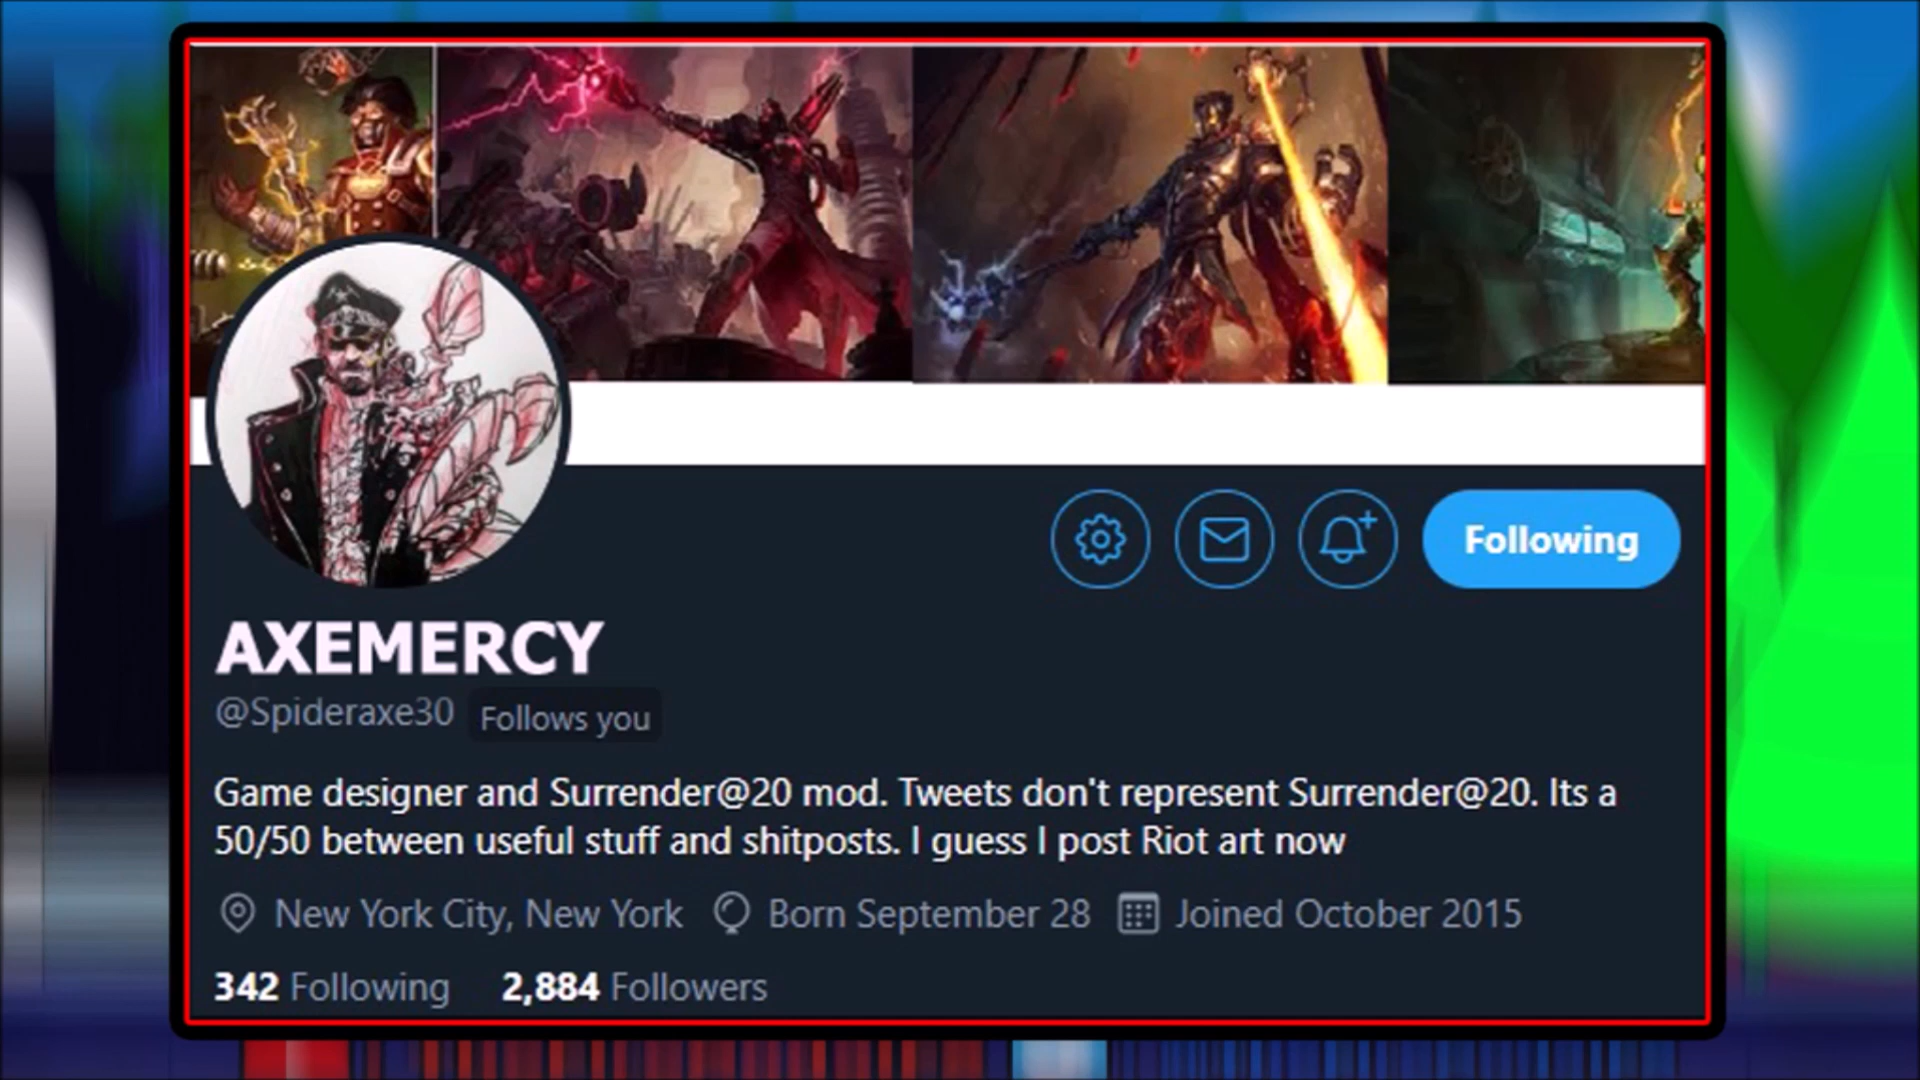 Following
AXEMERCY
@Spideraxe30 Follows you
Game designer and Surrender@20 mod. Tweets don't represent Surrender@20. Its a
50/50 between useful stuff and shitposts. I guess I post Riot art now
New York City, New York Born September 28 Joined October 2015
342 Following 2,884 Followers